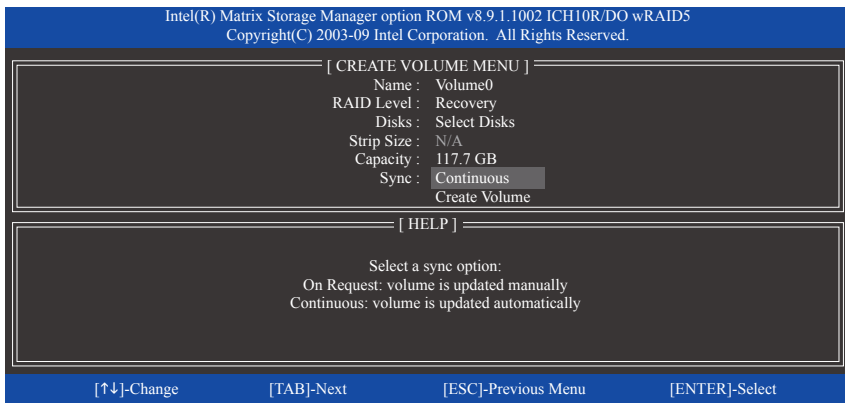 Intel(R) Matrix Storage Manager option ROM v8.9.1.1002 ICH10R/DO wRAID5
Copyright(C) 2003-09 Intel Corporation. All Rights Reserved.
[ CREATE VOLUME MENU ]
Name : Volume0
RAID Level : Recovery
Disks : Select Disks
Strip Size : N/A
Capacity : 117.7 GB
Sync : Continuous
Create Volume
[ HELP ]
Select a sync option:
On Request: volume is updated manually
Continuous: volume is updated automatically
[↑↓]-Change [TAB]-Next [ESC]-Previous Menu [ENTER]-Select